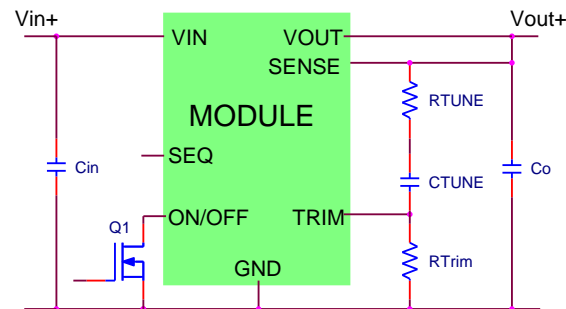 Vin+
Vout+
VIN
VOUT
SENSE
RTUNE
MODULE
SEQ
Cin
CTUNE
Co
Q1
ON/OFF
TRIM
RTrim
GND